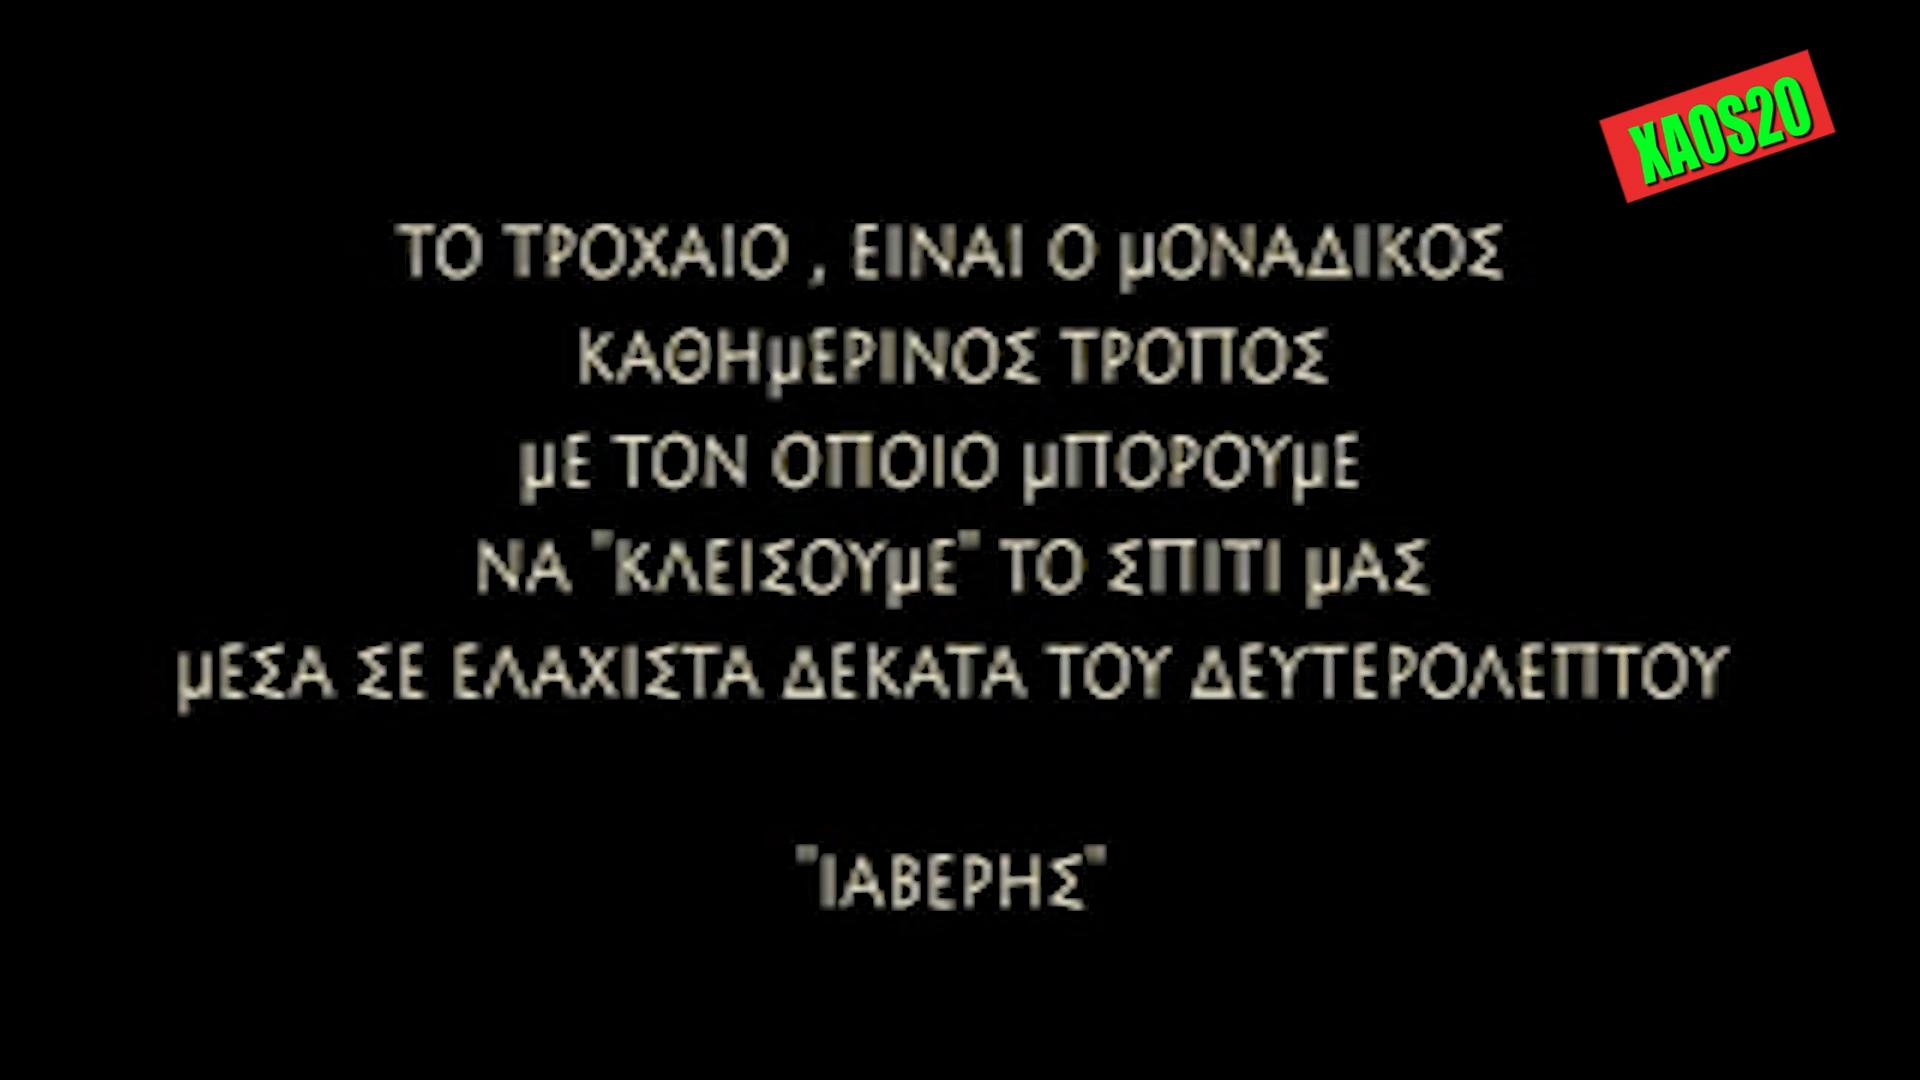 XAOS20
ΤΟ ΤΡΟΧΑΙΟ , ΕΙΝΑΙ Ο μΟΝΑΔΙΚΟΣ
ΚΑΘΗμΕΡΙΝΟΣ ΤΡΟΠΟΣ
μΕ ΤΟΝ ΟΠΟΙΟ μΠΟΡΟΥμΕ
ΝΑ "ΚΛΕΙΣΟΥμΕ" ΤΟ ΣΠΙΤΙ μΑΣ
μΕΣΑ ΣΕ ΕΛΑΧΙΣΤΑ ΔΕΚΑΤΑ ΤΟΥ ΔΕΥΤΕΡΟΛΕΠΤΟΥ
"ΙΑΒΕΡΗΣ"